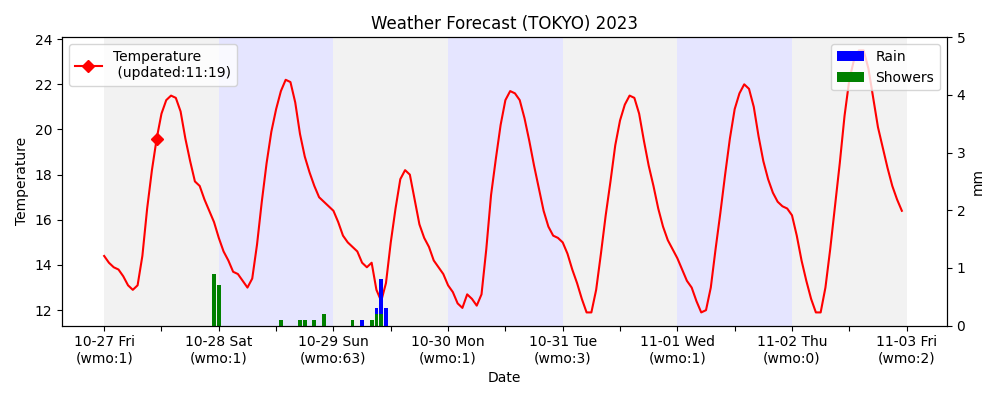 Weather Forecast (TOKYO) 2023
Temperature
(updated:11:19)
Rain
Showers
24
22
20
18
16
14
12
Temperature
5
4
3
2
1
0
mm
10-27 Fri
(wmo:1)
10-28 Sat
(wmo:1)
10-29 Sun
(wmo:63)
10-30 Mon
(wmo:1)
10-31 Tue
(wmo:3)
11-01 Wed
(wmo:1)
11-02 Thu
(wmo:0)
11-03 Fri
(wmo:2)
Date